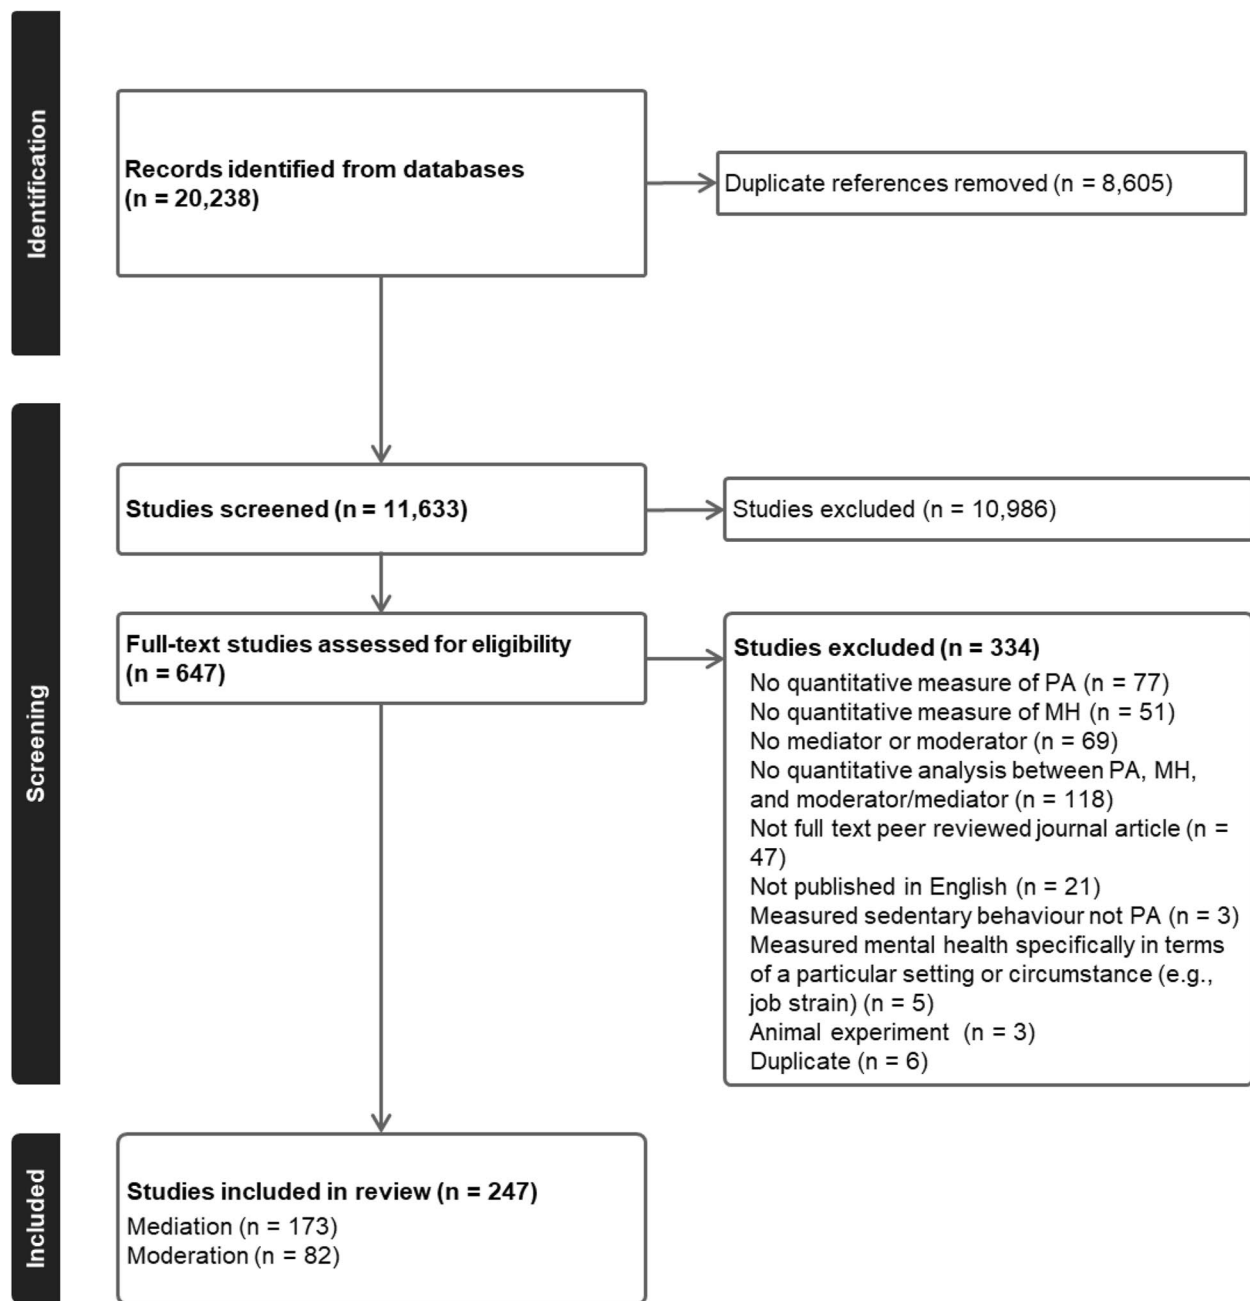 Identification
Records identified from databases
(n = 20,238)
Duplicate references removed (n = 8,605)
Screening
Studies screened (n = 11,633)
Studies excluded (n = 10,986)
Full-text studies assessed for eligibility
(n = 647)
Studies excluded (n = 334)
No quantitative measure of PA (n = 77)
No quantitative measure of MH (n = 51)
No mediator or moderator (n = 69)
No quantitative analysis between PA, MH,
and moderator/mediator (n = 118)
Not full text peer reviewed journal article (n =
47)
Not published in English (n = 21)
Measured sedentary behaviour not PA (n = 3)
Measured mental health specifically in terms
of a particular setting or circumstance (e.g.,
job strain) (n = 5)
Animal experiment (n = 3)
Duplicate (n = 6)
Included
Studies included in review (n = 247)
Mediation (n = 173)
Moderation (n = 82)